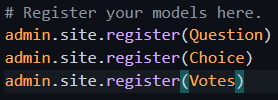 # Register your models here.
admin.site.register(Question)
admin.site.register(Choice)
admin.site.register(Votes)